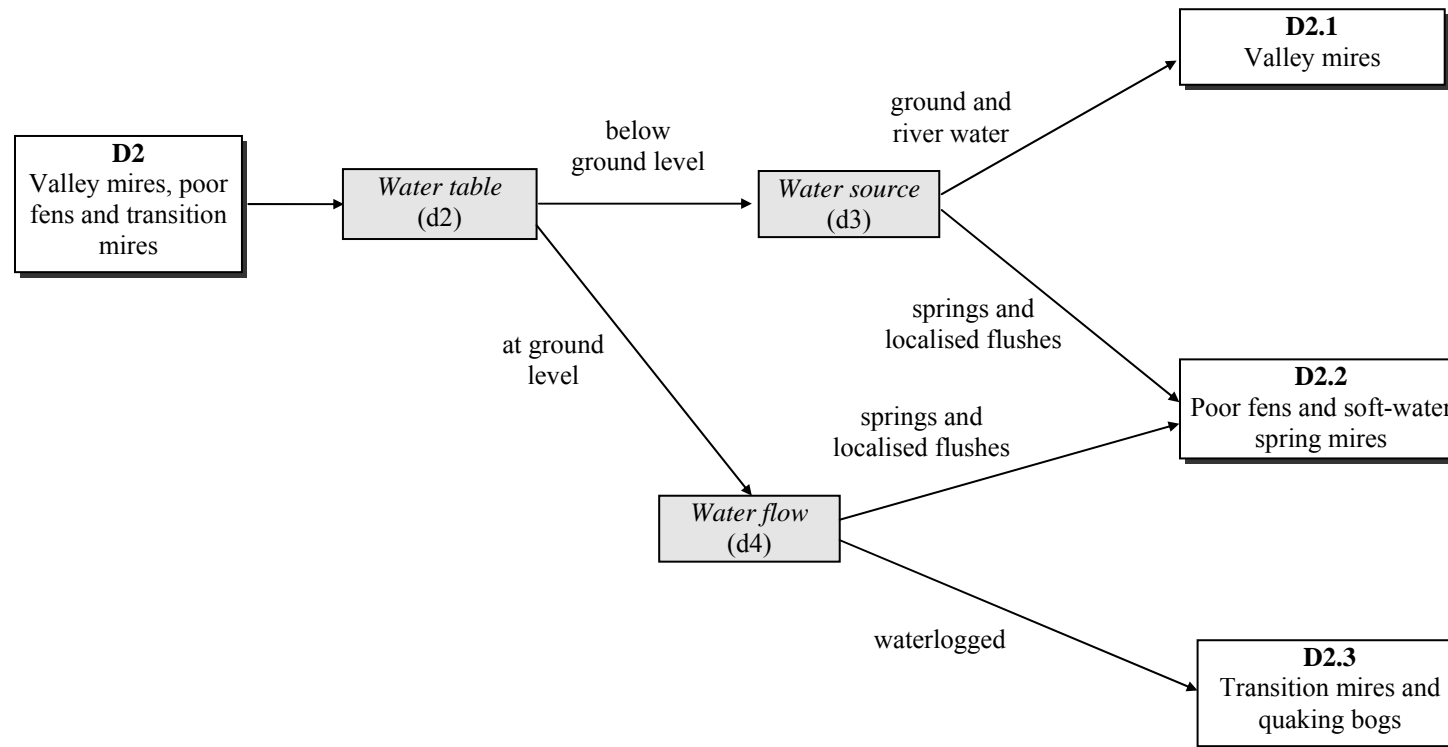 D2
Valley mires, poor
fens and transition
mires
Water table
(d2)
below
ground level
at ground
level
Water source
(d3)
ground and
river water
D2.1
Valley mires
springs and
localised flushes
D2.2
Poor fens and soft-water
spring mires
Water flow
(d4)
springs and
localised flushes
waterlogged
D2.3
Transition mires and
quaking bogs